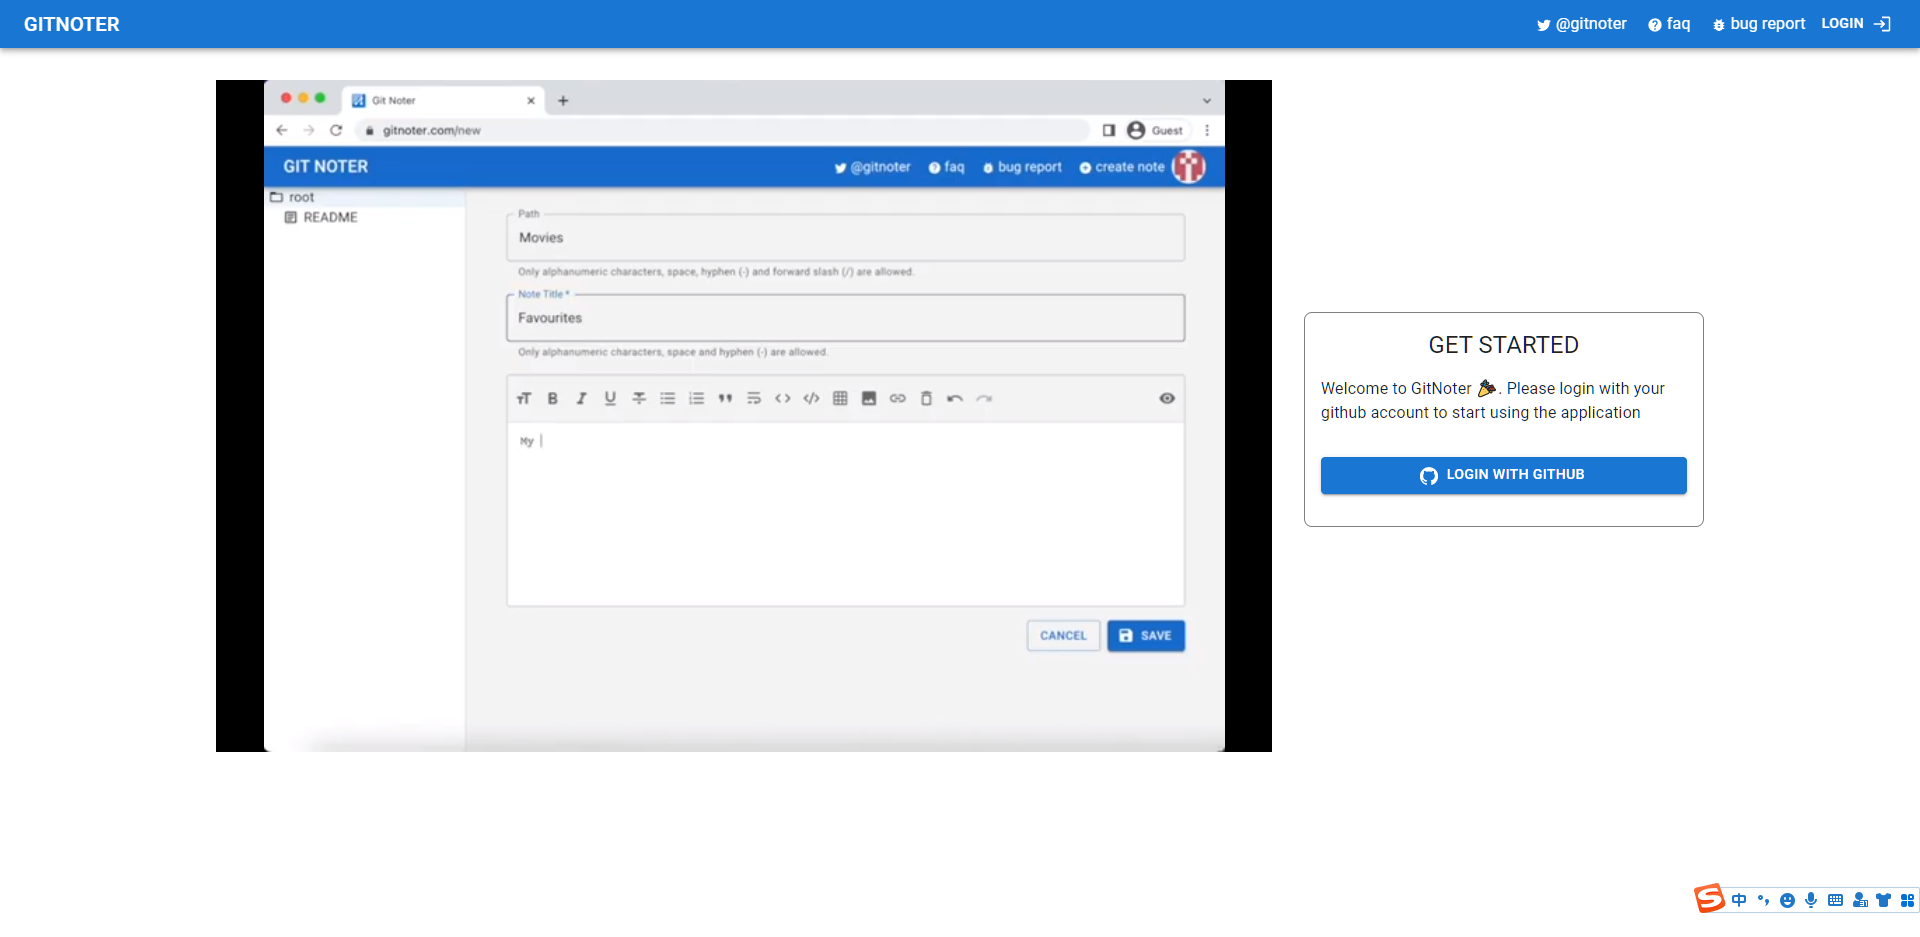 GITNOTER
@gitnoter faq bug report LOGIN
Git Noter
gitnoter.com/new
Guest
GIT NOTER
@gitnoter faq bug report create note
root
README
Path
Movies
Only alphanumeric characters, space, hyphen (-) and forward slash (/) are allowed.
Note Title *
Favourites
Only alphanumeric characters, space and hyphen (-) are allowed.
My
CANCEL SAVE
GET STARTED
Welcome to GitNoter 🎉. Please login with your
github account to start using the application
LOGIN WITH GITHUB
中